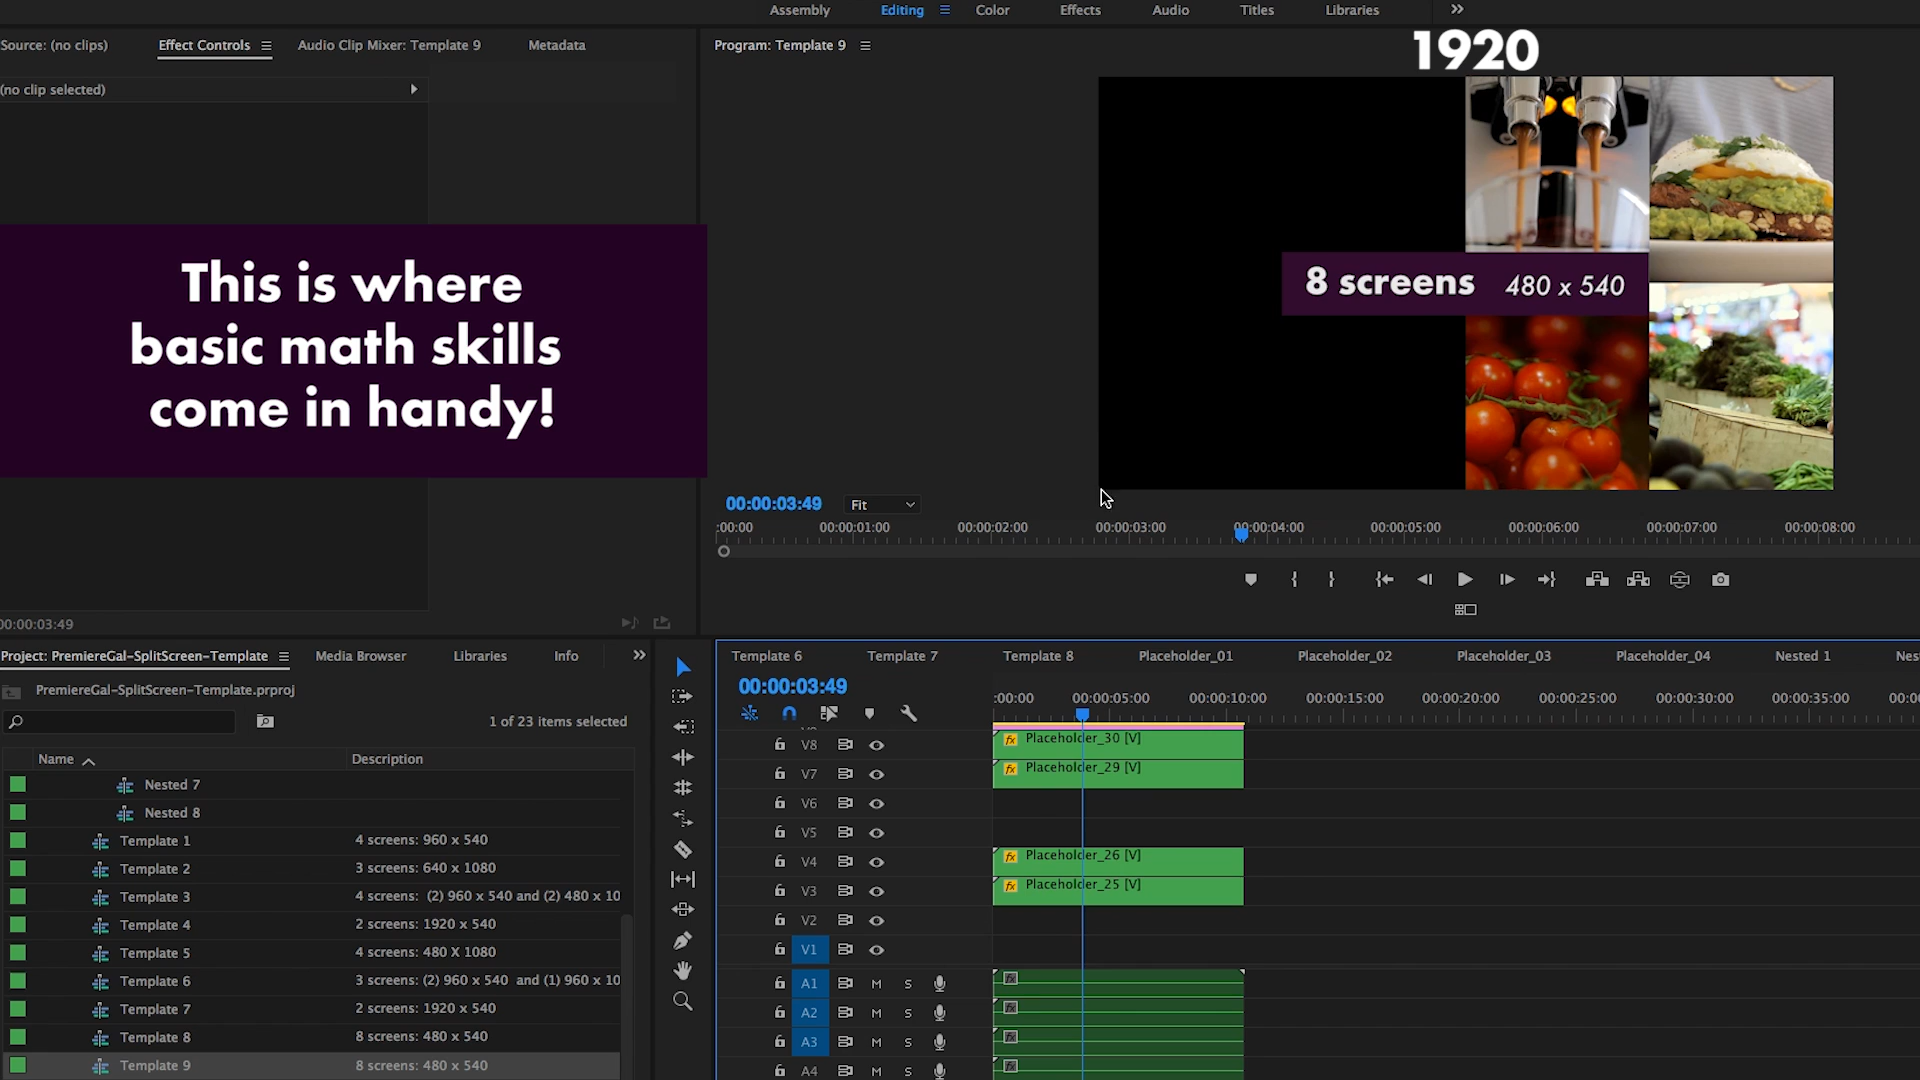 Assembly
Editing
Color
Effects
Audio
Titles
Libraries
Source: (no clips)
Effect Controls
Audio Clip Mixer: Template 9
Metadata
Program: Template 9
1920
(no clip selected)
This is where
basic math skills
come in handy!
8 screens 480 x 540
00:00:03:49
Fit
:00:00
00:00:01:00
00:00:02:00
00:00:03:00
00:00:04:00
00:00:05:00
00:00:06:00
00:00:07:00
00:00:08:00
00:00:03:49
Project: PremiereGal-SplitScreen-Template
Media Browser
Libraries
Info
PremiereGal-SplitScreen-Template.prproj
1 of 23 items selected
Name
Description
Nested 7
Nested 8
Template 1 4 screens: 960 x 540
Template 2 3 screens: 640 x 1080
Template 3 4 screens: (2) 960 x 540 and (2) 480 x 10
Template 4 2 screens: 1920 x 540
Template 5 4 screens: 480 X 1080
Template 6 3 screens: (2) 960 x 540 and (1) 960 x 10
Template 7 2 screens: 1920 x 540
Template 8 8 screens: 480 x 540
Template 9 8 screens: 480 x 540
Template 6
Template 7
Template 8
Placeholder_01
Placeholder_02
Placeholder_03
Placeholder_04
Nested 1
Nes
00:00:03:49
:00:00
00:00:05:00
00:00:10:00
00:00:15:00
00:00:20:00
00:00:25:00
00:00:30:00
00:00:35:00
00:0
V8
fx Placeholder_30 [V]
V7
fx Placeholder_29 [V]
V6
V5
V4
fx Placeholder_26 [V]
V3
fx Placeholder_25 [V]
V2
V1
A1 M S
fx
A2 M S
fx
A3 M S
fx
A4 M S
fx